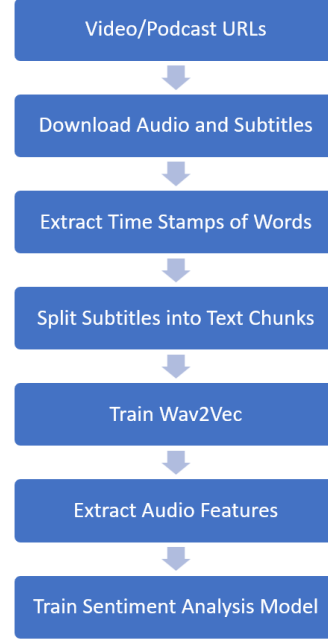 Video/Podcast URLs
Download Audio and Subtitles
Extract Time Stamps of Words
Split Subtitles into Text Chunks
Train Wav2Vec
Extract Audio Features
Train Sentiment Analysis Model